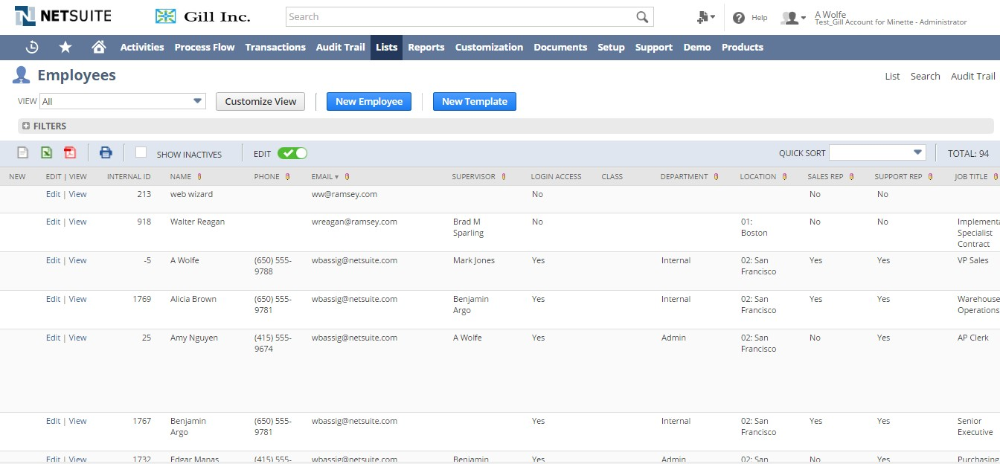 NETSUITE
Gill Inc.
Search
Help
A Wolfe
Test_Gill Account for Minette - Administrator
Activities Process Flow Transactions Audit Trail Lists Reports Customization Documents Setup Support Demo Products
Employees
List Search Audit Trail
VIEW All Customize View New Employee New Template
FILTERS
SHOW INACTIVES EDIT QUICK SORT TOTAL: 94
NEW EDIT | VIEW INTERNAL ID NAME PHONE EMAIL SUPERVISOR LOGIN ACCESS CLASS DEPARTMENT LOCATION SALES REP SUPPORT REP JOB TITLE
Edit | View 213 web wizard ww@ramsey.com No No No
Edit | View 918 Walter Reagan wreagan@ramsey.com Brad M No 01: No No Implementa
Sparling Boston Specialist
Contract
Edit | View -5 A Wolfe (650) 555- wbassig@netsuite.com Mark Jones Yes Internal 02: San Yes Yes VP Sales
9788 Francisco
Edit | View 1769 Alicia Brown (650) 555- wbassig@netsuite.com Benjamin Yes Internal 02: San Yes Yes Warehouse
9781 Argo Francisco Operations
Edit | View 25 Amy Nguyen (415) 555- wbassig@netsuite.com A Wolfe Yes Admin 02: San No Yes AP Clerk
9674 Francisco
Edit | View 1767 Benjamin (650) 555- wbassig@netsuite.com Yes Internal 02: San Yes Yes Senior
Argo 9781 Francisco Executive
Edit | View 1732 Edgar Manas (415) 555- wbassig@netsuite.com Benjamin Yes Admin 02: San No Yes Purchasing